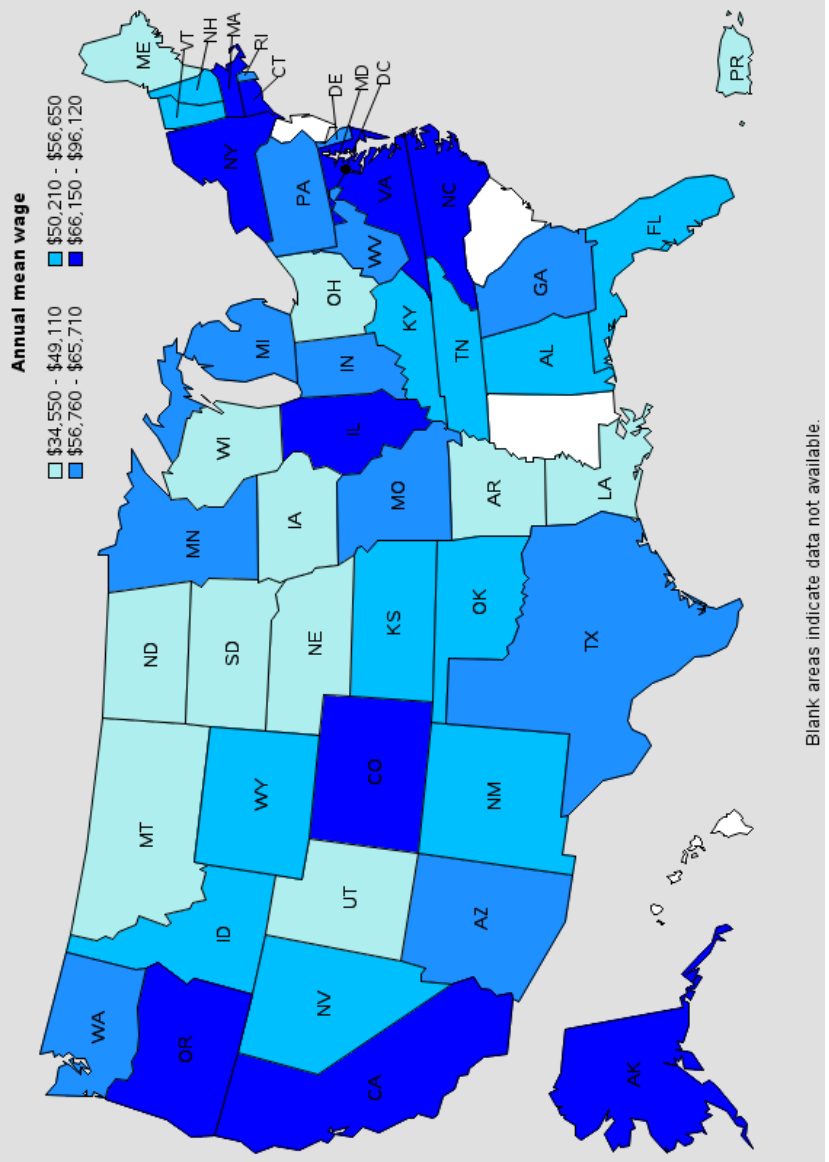 Annual mean wage
$34,550 - $49,110 $50,210 - $56,650
$56,760 - $65,710 $66,150 - $96,120
ME
VT
NH
MA
RI
CT
WA
MT
ND
MN
WI
MI
NY
OR
ID
SD
WY
IA
NE
IL
IN
OH
PA
DE
MD
DC
NV
UT
CO
KS
MO
KY
WV
VA
CA
AZ
NM
OK
AR
TN
NC
TX
LA
AL
GA
FL
AK
PR
Blank areas indicate data not available.